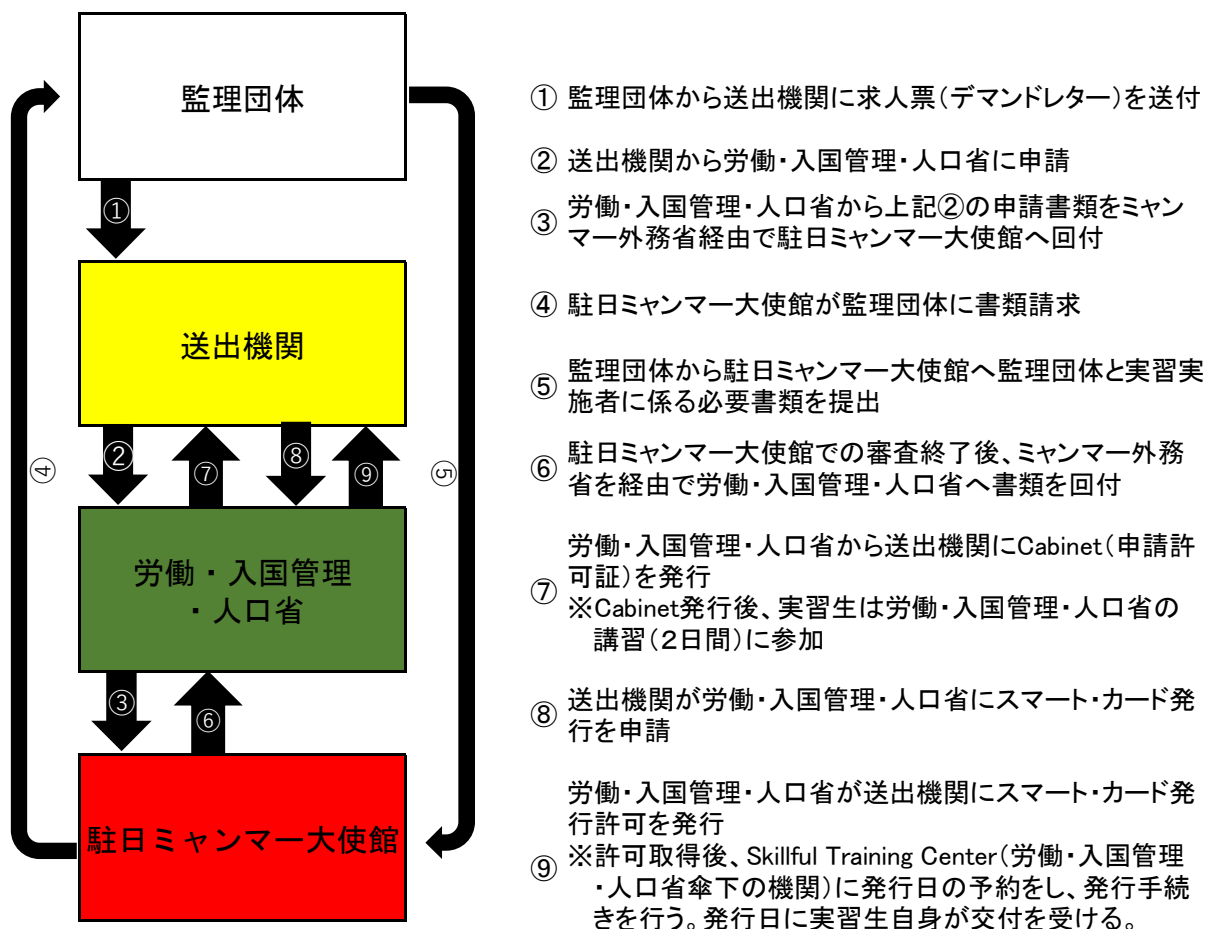 監理団体
①
送出機関
②
⑦
⑧
⑨
④
⑤
労働・入国管理
・人口省
③
⑥
駐日ミャンマー大使館
① 監理団体から送出機関に求人票(デマンドレター)を送付
② 送出機関から労働・入国管理・人口省に申請
③ 労働・入国管理・人口省から上記②の申請書類をミャン
マー外務省経由で駐日ミャンマー大使館へ回付
④ 駐日ミャンマー大使館が監理団体に書類請求
⑤ 監理団体から駐日ミャンマー大使館へ監理団体と実習実
施者に係る必要書類を提出
⑥ 駐日ミャンマー大使館での審査終了後、ミャンマー外務
省を経由で労働・入国管理・人口省へ書類を回付
⑦ 労働・入国管理・人口省から送出機関にCabinet(申請許
可証)を発行
※Cabinet発行後、実習生は労働・入国管理・人口省の
講習(2日間)に参加
⑧ 送出機関が労働・入国管理・人口省にスマート・カード発
行を申請
⑨ 労働・入国管理・人口省が送出機関にスマート・カード発
行許可を発行
※許可取得後、Skillful Training Center(労働・入国管理
・人口省傘下の機関)に発行日の予約をし、発行手続
きを行う。発行日に実習生自身が交付を受ける。